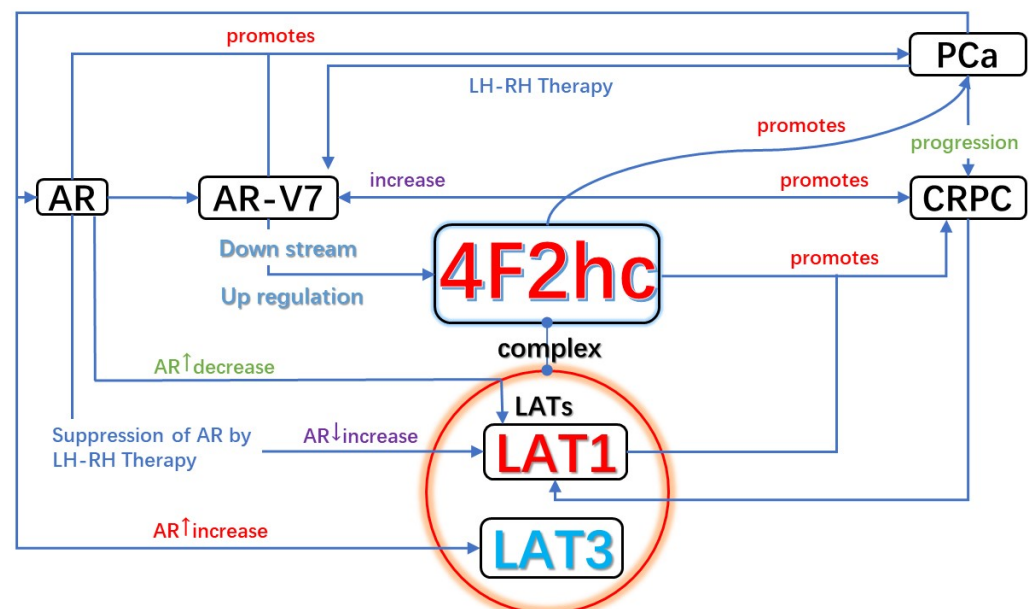 promotes
PCa
LH-RH Therapy
promotes
progression
AR
AR-V7
increase
promotes
CRPC
Down stream
4F2hc
promotes
Up regulation
complex
AR↑decrease
LATs
Suppression of AR by
LH-RH Therapy
AR↓increase
LAT1
AR↑increase
LAT3